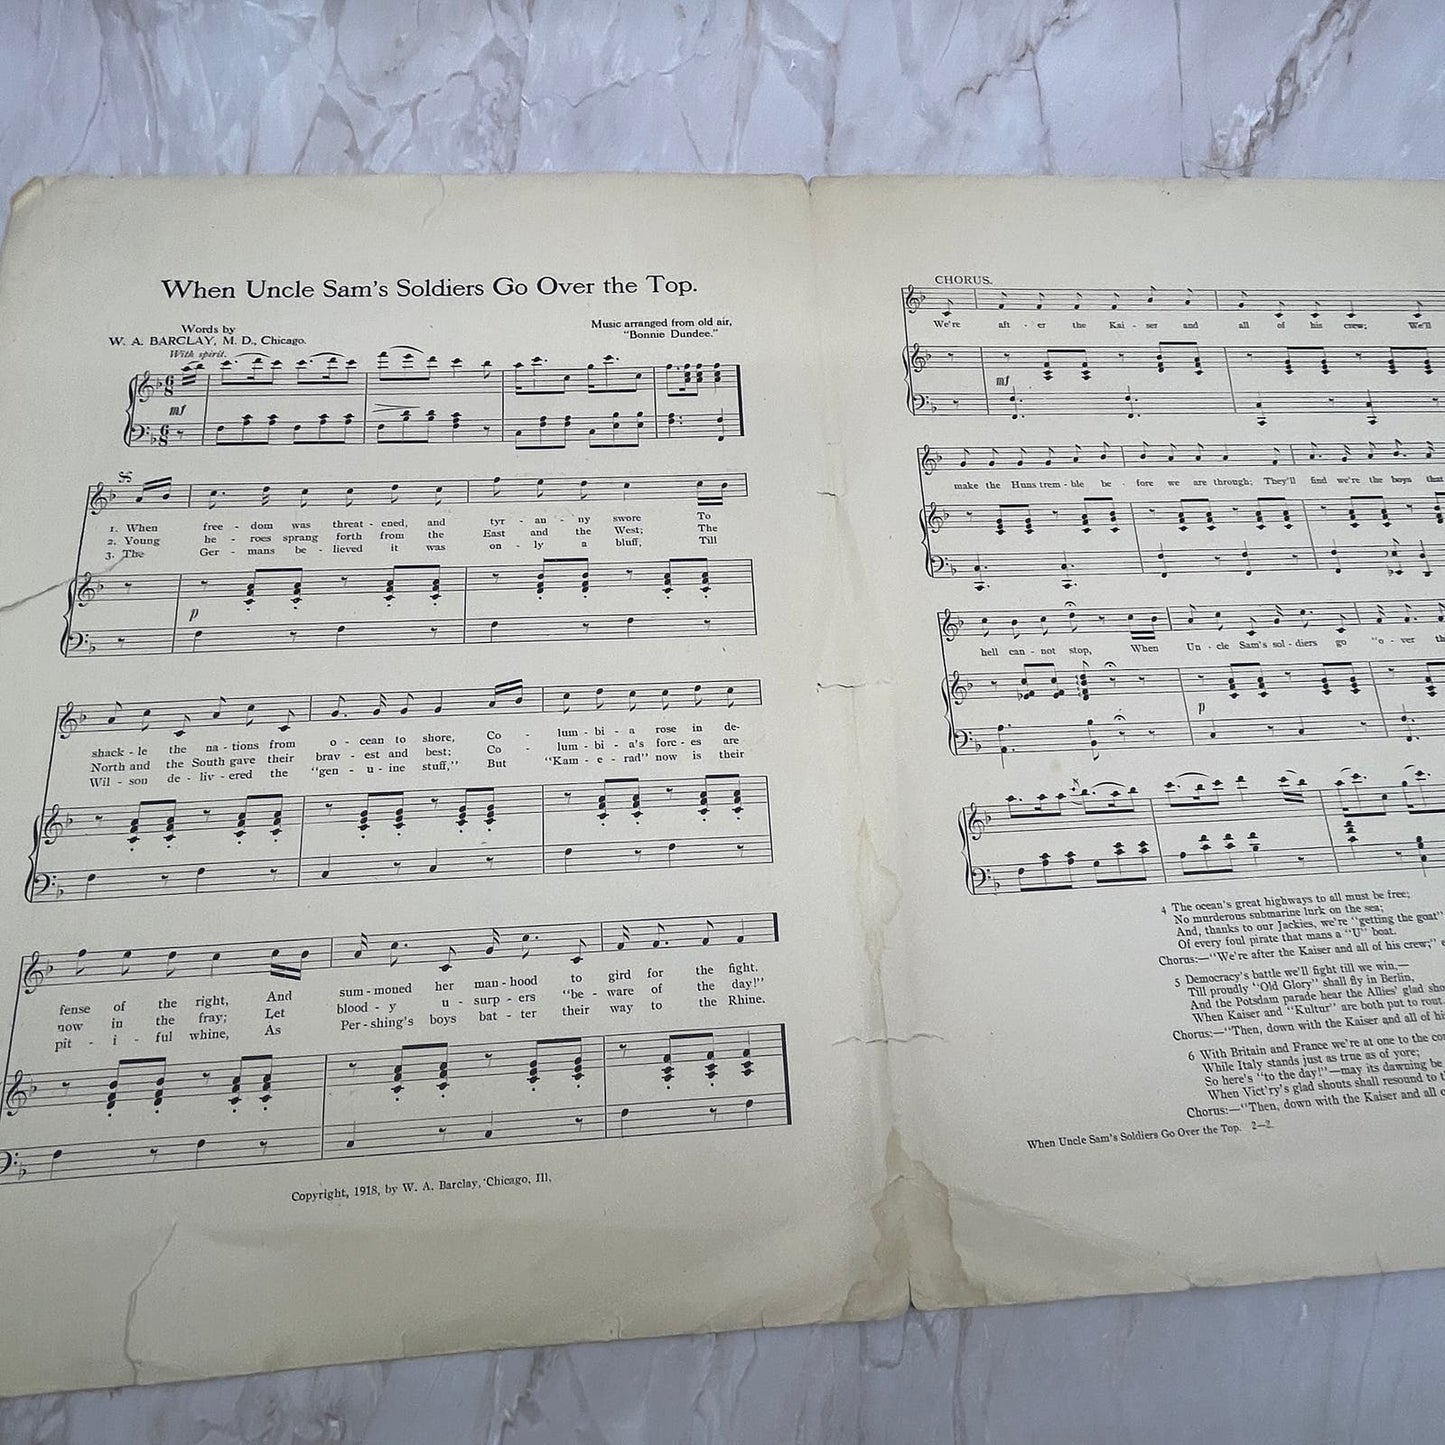 When Uncle Sam's Soldiers Go Over the Top.
Words by
W. A. BARCLAY, M. D., Chicago.
Music arranged from old air,
"Bonnie Dundee."
With spirit.
mf
1. When free - dom was threat - ened, and tyr - an - ny swore To
2. Young he - roes sprang forth from the East and the West; The
3. The Ger - mans be - lieved it was on - ly a bluff, Till
p
shack - le the na - tions from o - cean to shore, Co - lum - bi - a rose in de-
North and the South gave their brav - est and best; Co - lum - bi - a's forc - es are
Wil - son de - liv - ered the "gen - u - ine stuff," But "Kam - e - rad" now is their
fense of the right, And sum - moned her man - hood to gird for the fight.
now in the fray; Let blood - y u - surp - ers "be - ware of the day!"
pit - i - ful whine, As Per - shing's boys bat - ter their way to the Rhine.
Copyright, 1918, by W. A. Barclay, Chicago, Ill,
CHORUS.
We're aft - er the Kai - ser and all of his crew; We'll
mf
make the Huns trem - ble be - fore we are through; They'll find we're the boys that
hell can - not stop, When Un - cle Sam's sol - diers go "o - ver th
p
4 The ocean's great highways to all must be free;
No murderous submarine lurk on the sea;
And, thanks to our Jackies, we're "getting the goat"
Of every foul pirate that mans a "U" boat.
Chorus:—"We're after the Kaiser and all of his crew;" e
5 Democracy's battle we'll fight till we win,—
Till proudly "Old Glory" shall fly in Berlin,
And the Potsdam parade hear the Allies' glad sho
When Kaiser and "Kultur" are both put to rout
Chorus:—"Then, down with the Kaiser and all of hi
6 With Britain and France we're at one to the co
While Italy stands just as true as of yore;
So here's "to the day!"—may its dawning be
When Vict'ry's glad shouts shall resound to t
Chorus:—"Then, down with the Kaiser and all o
When Uncle Sam's Soldiers Go Over the Top. 2—2